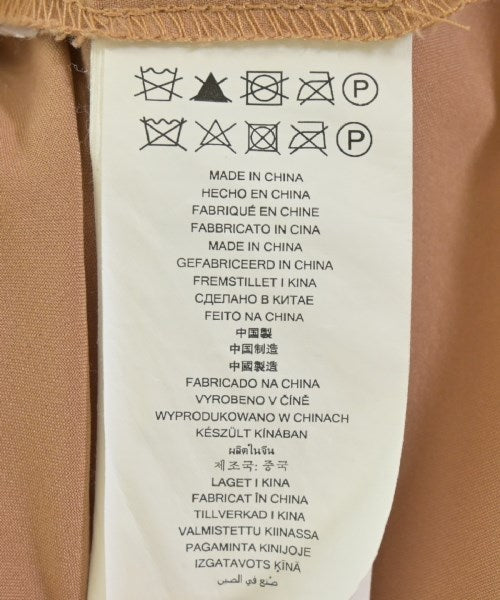 P
P
MADE IN CHINA
HECHO EN CHINA
FABRIQUÉ EN CHINE
FABBRICATO IN CINA
MADE IN CHINA
GEFABRICEERD IN CHINA
FREMSTILLET I KINA
СДЕЛАНО В КИТАЕ
FEITO NA CHINA
中国製
中国制造
中國製造
FABRICADO NA CHINA
VYROBENO V ČÍNĚ
WYPRODUKOWANO W CHINACH
KÉSZÜLT KÍNÁBAN
ผลิตในจีน
제조국: 중국
LAGET I KINA
FABRICAT ÎN CHINA
TILLVERKAD I KINA
VALMISTETTU KIINASSA
PAGAMINTA KINIJOJE
IZGATAVOTS ĶĪNĀ
صنع في الصين